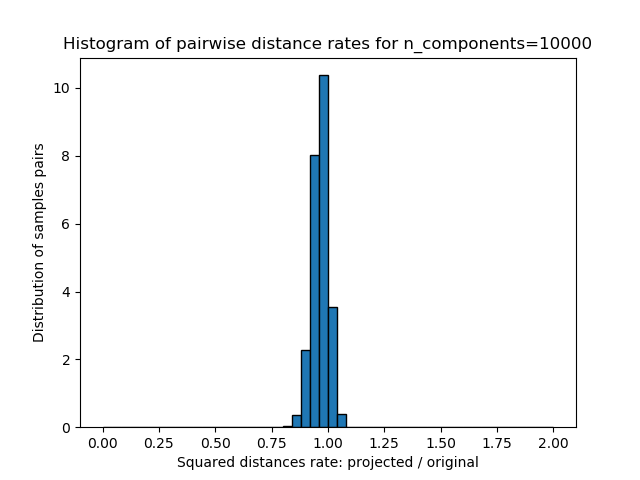 Histogram of pairwise distance rates for n_components=10000
10
8
6
4
2
0
Distribution of samples pairs
0.00 0.25 0.50 0.75 1.00 1.25 1.50 1.75 2.00
Squared distances rate: projected / original